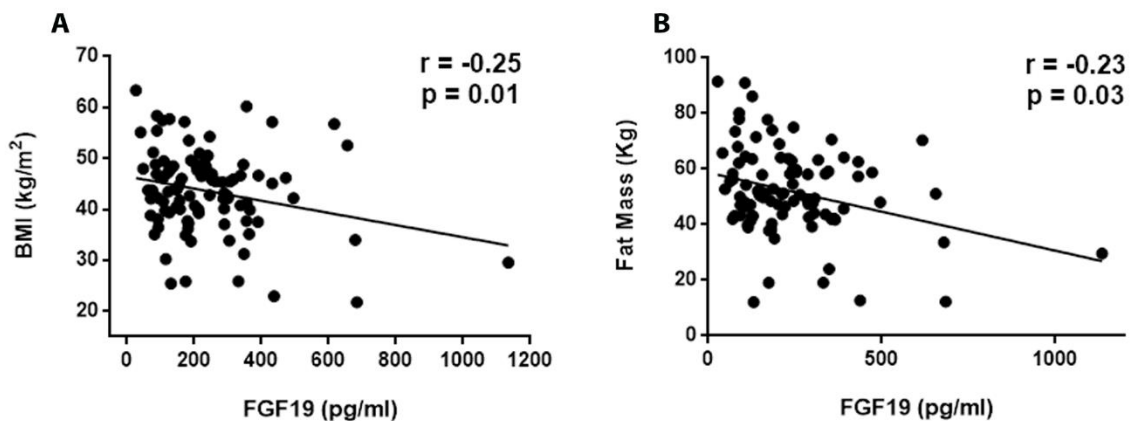 A
r = -0.25
p = 0.01
70
60
50
40
30
20
BMI (kg/m²)
0 200 400 600 800 1000 1200
FGF19 (pg/ml)
B
r = -0.23
p = 0.03
100
80
60
40
20
0
Fat Mass (Kg)
0 500 1000
FGF19 (pg/ml)